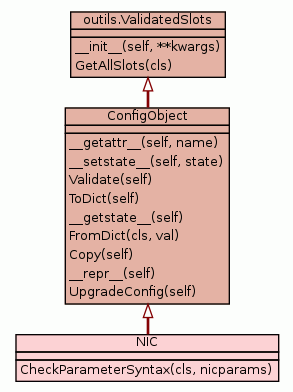 outils.ValidatedSlots
__init__(self, **kwargs)
GetAllSlots(cls)
ConfigObject
__getattr__(self, name)
__setstate__(self, state)
Validate(self)
ToDict(self)
__getstate__(self)
FromDict(cls, val)
Copy(self)
__repr__(self)
UpgradeConfig(self)
NIC
CheckParameterSyntax(cls, nicparams)